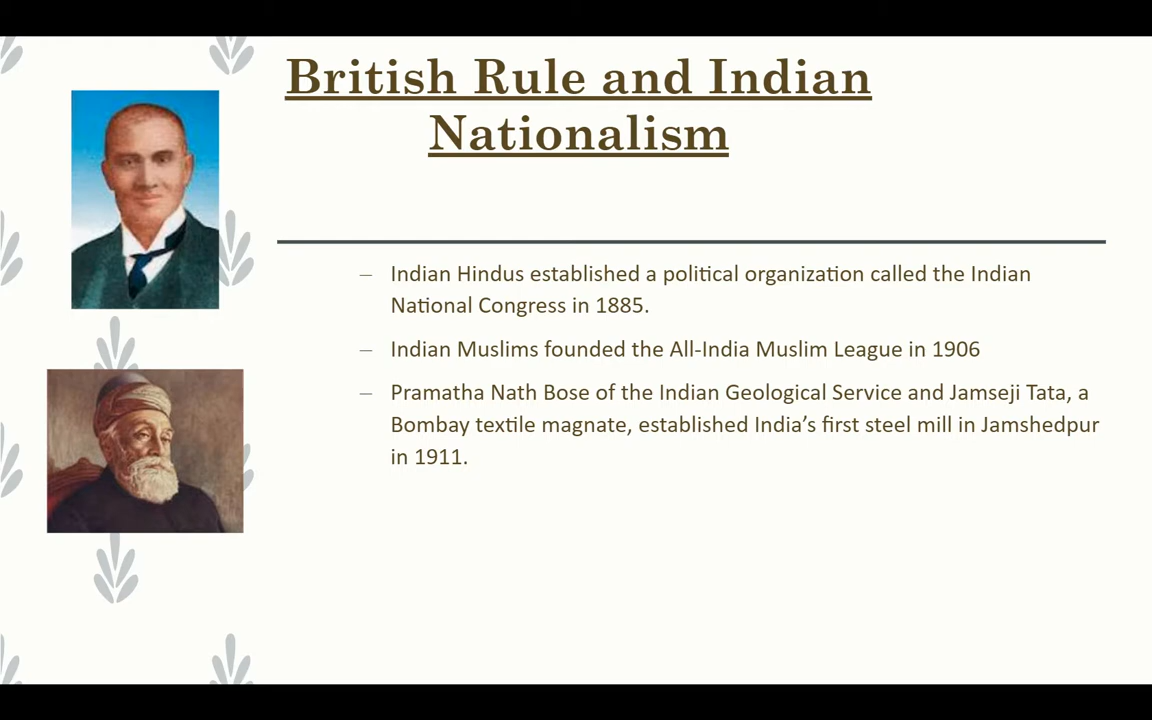 British Rule and Indian
Nationalism
– Indian Hindus established a political organization called the Indian
National Congress in 1885.
– Indian Muslims founded the All-India Muslim League in 1906
– Pramatha Nath Bose of the Indian Geological Service and Jamseji Tata, a
Bombay textile magnate, established India’s first steel mill in Jamshedpur
in 1911.